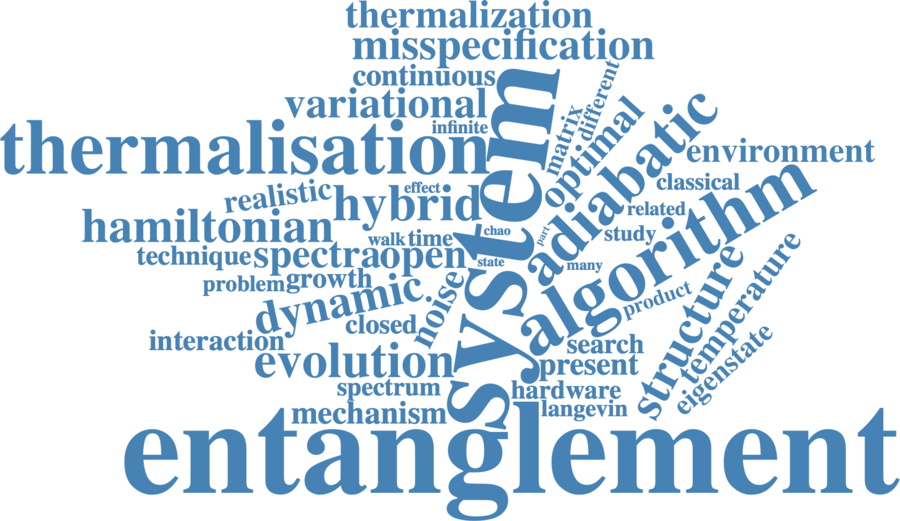 thermalization
misspecification
continuous
variational
infinite
thermalisation
system
matrix
different
optimal
adiabatic
environment
classical
realistic
effect
hybrid
related
algorithm
hamiltonian
walk
time
chao
part
study
technique
spectra
open
state
many
problem
growth
dynamic
noise
closed
product
structure
temperature
interaction
evolution
search
present
eigenstate
spectrum
hardware
mechanism
langevin
entanglement